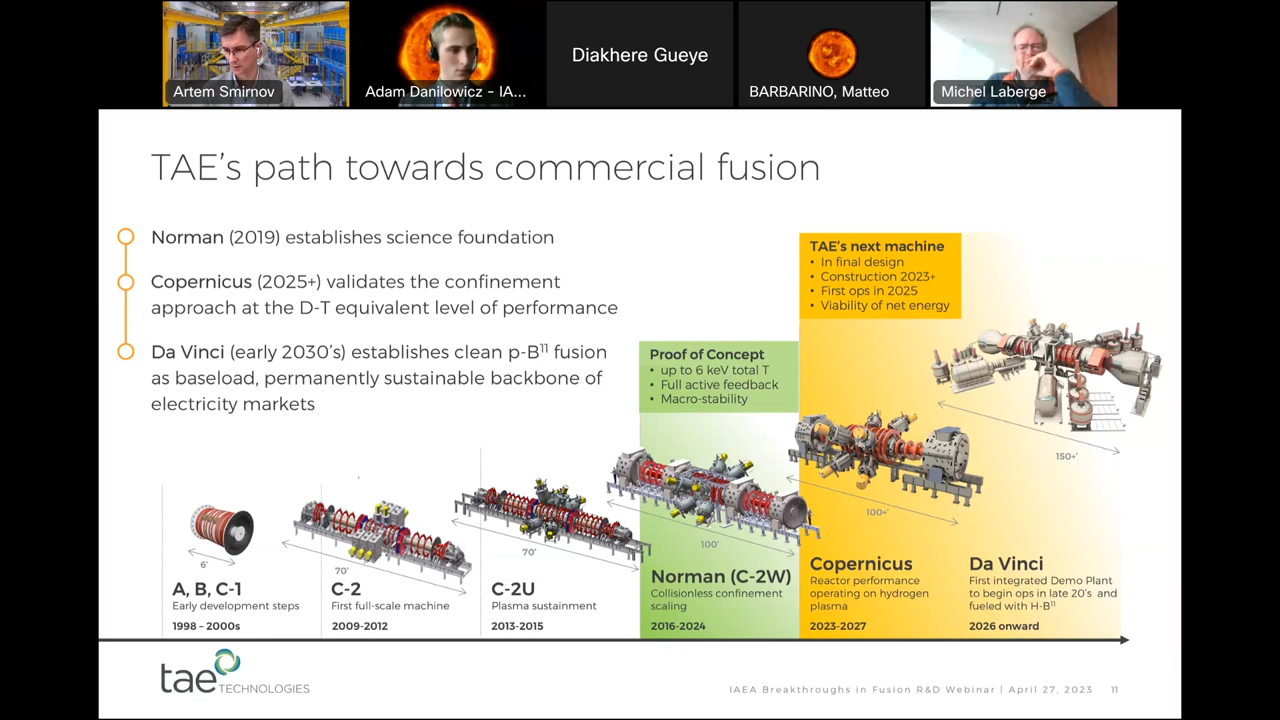 Artem Smirnov
Adam Danilowicz - IA...
Diakhere Gueye
BARBARINO, Matteo
Michel Laberge
TAE's path towards commercial fusion
Norman (2019) establishes science foundation
Copernicus (2025+) validates the confinement
approach at the D-T equivalent level of performance
Da Vinci (early 2030's) establishes clean p-B¹¹ fusion
as baseload, permanently sustainable backbone of
electricity markets
Proof of Concept
• up to 6 keV total T
• Full active feedback
• Macro-stability
TAE's next machine
• In final design
• Construction 2023+
• First ops in 2025
• Viability of net energy
6'
70'
70'
100'
100+'
150+'
A, B, C-1
Early development steps
1998 – 2000s
C-2
First full-scale machine
2009-2012
C-2U
Plasma sustainment
2013-2015
Norman (C-2W)
Collisionless confinement
scaling
2016-2024
Copernicus
Reactor performance
operating on hydrogen
plasma
2023-2027
Da Vinci
First integrated Demo Plant
to begin ops in late 20's and
fueled with H-B¹¹
2026 onward
tae TECHNOLOGIES
IAEA Breakthroughs in Fusion R&D Webinar | April 27, 2023 11